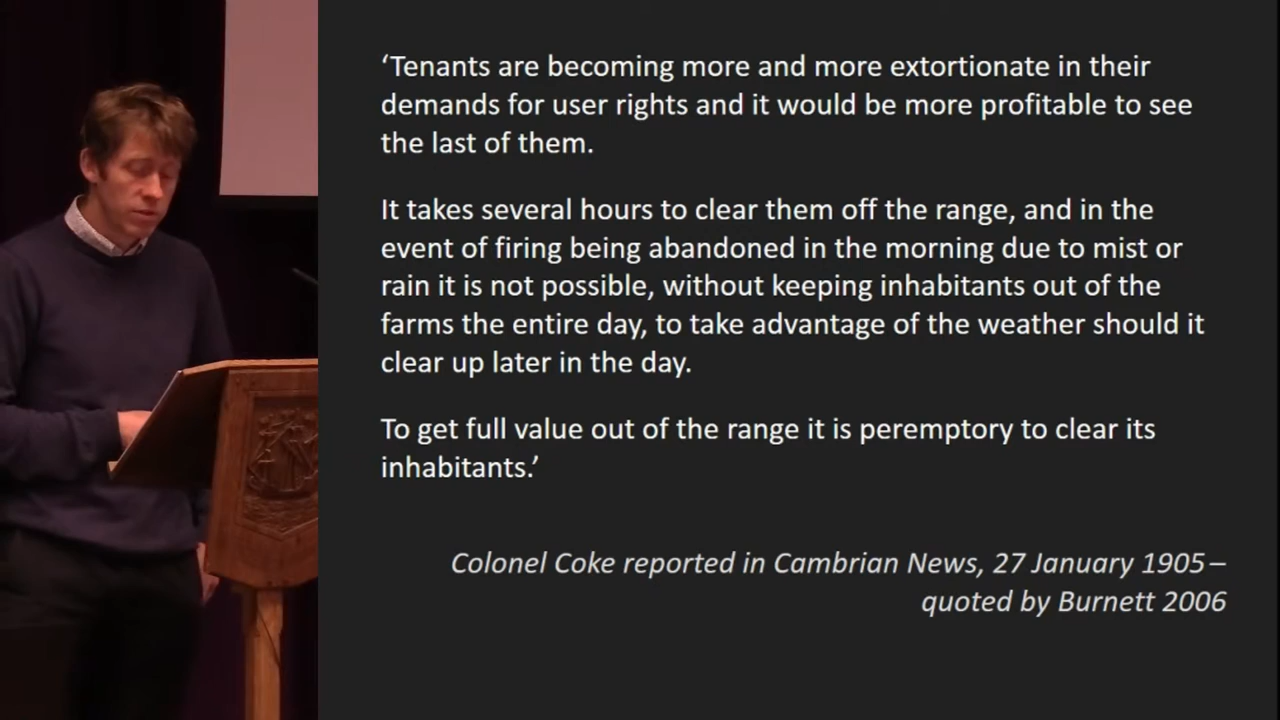 ‘Tenants are becoming more and more extortionate in their
demands for user rights and it would be more profitable to see
the last of them.
It takes several hours to clear them off the range, and in the
event of firing being abandoned in the morning due to mist or
rain it is not possible, without keeping inhabitants out of the
farms the entire day, to take advantage of the weather should it
clear up later in the day.
To get full value out of the range it is peremptory to clear its
inhabitants.’
Colonel Coke reported in Cambrian News, 27 January 1905 –
quoted by Burnett 2006